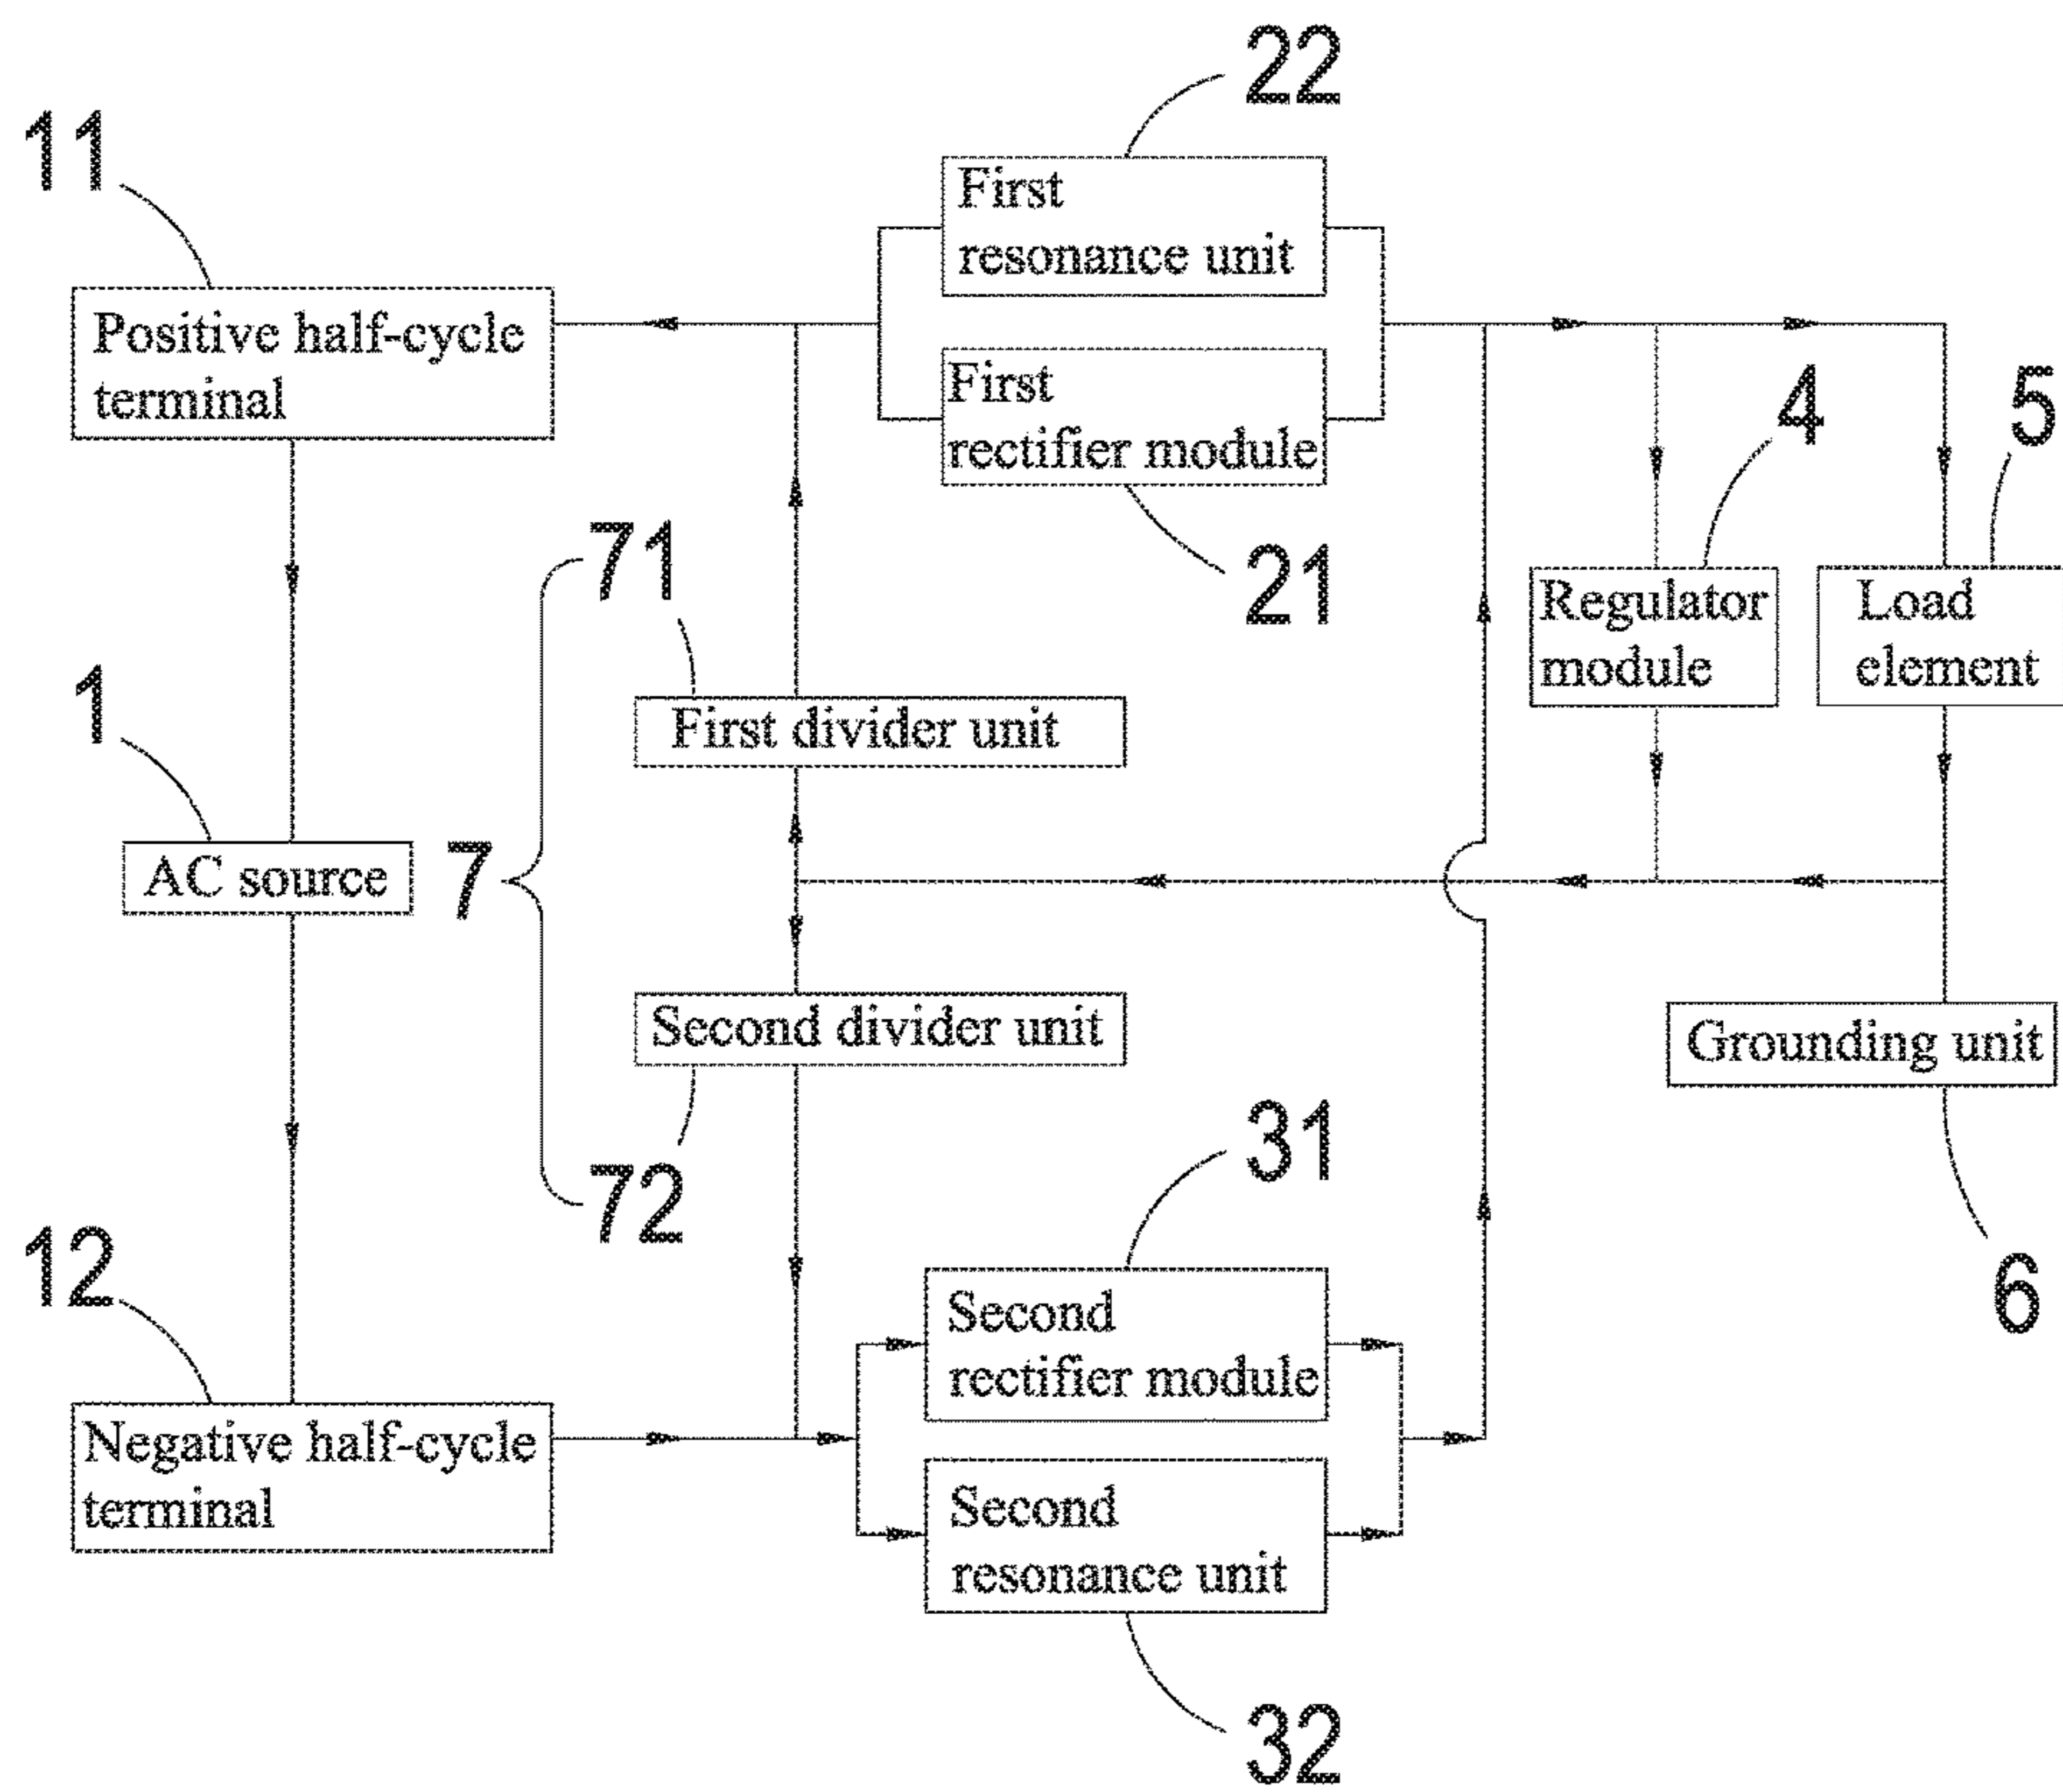 22
11
First
resonance unit
Positive half-cycle
terminal
First
rectifier module
4
5
71
21
Regulator
module
Load
element
1
First divider unit
AC source
7
Second divider unit
Grounding unit
31
72
12
6
Second
rectifier module
Negative half-cycle
terminal
Second
resonance unit
32